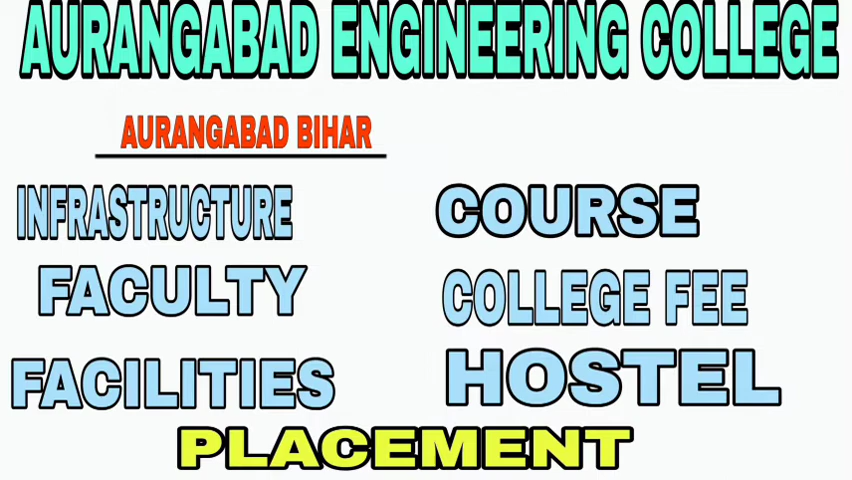 AURANGABAD ENGINEERING COLLEGE
AURANGABAD BIHAR
INFRASTRUCTURE
COURSE
FACULTY
COLLEGE FEE
FACILITIES
HOSTEL
PLACEMENT